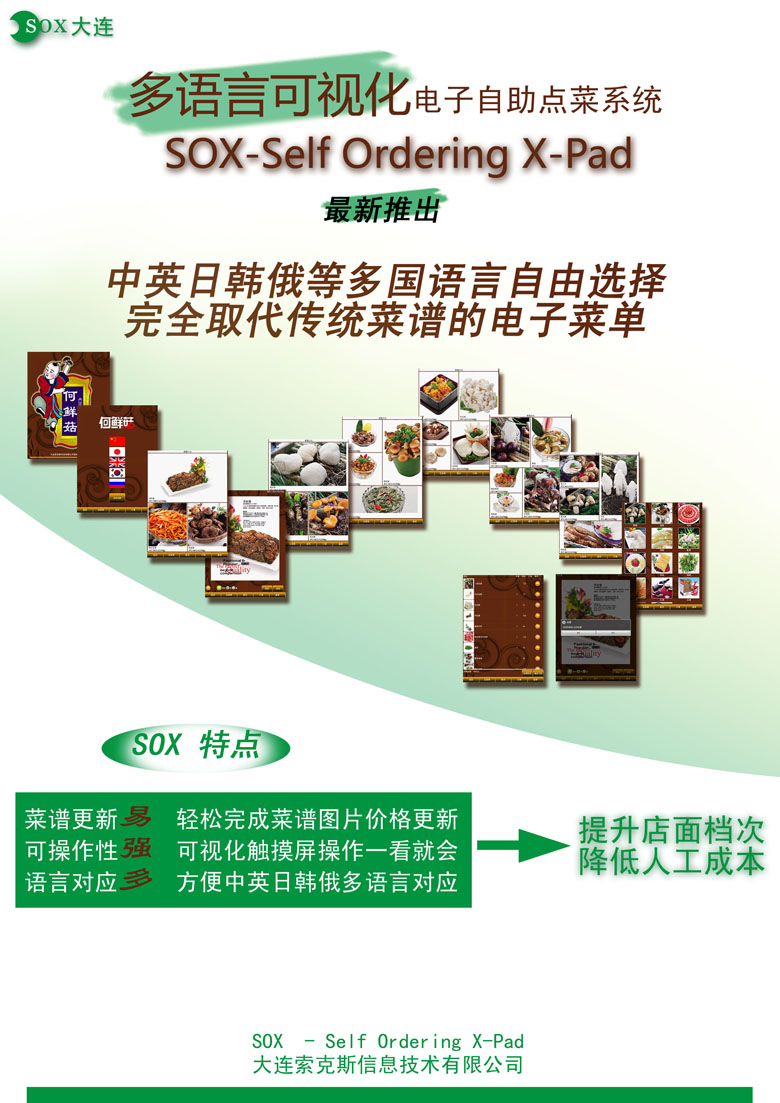 SOX大连
多语言可视化电子自助点菜系统
SOX-Self Ordering X-Pad
最新推出
中英日韩俄等多国语言自由选择
完全取代传统菜谱的电子菜单
何鲜菇
何鲜菇
SOX 特点
菜谱更新易 轻松完成菜谱图片价格更新
可操作性强 可视化触摸屏操作一看就会
语言对应多 方便中英日韩俄多语言对应
提升店面档次
降低人工成本
SOX - Self Ordering X-Pad
大连索克斯信息技术有限公司